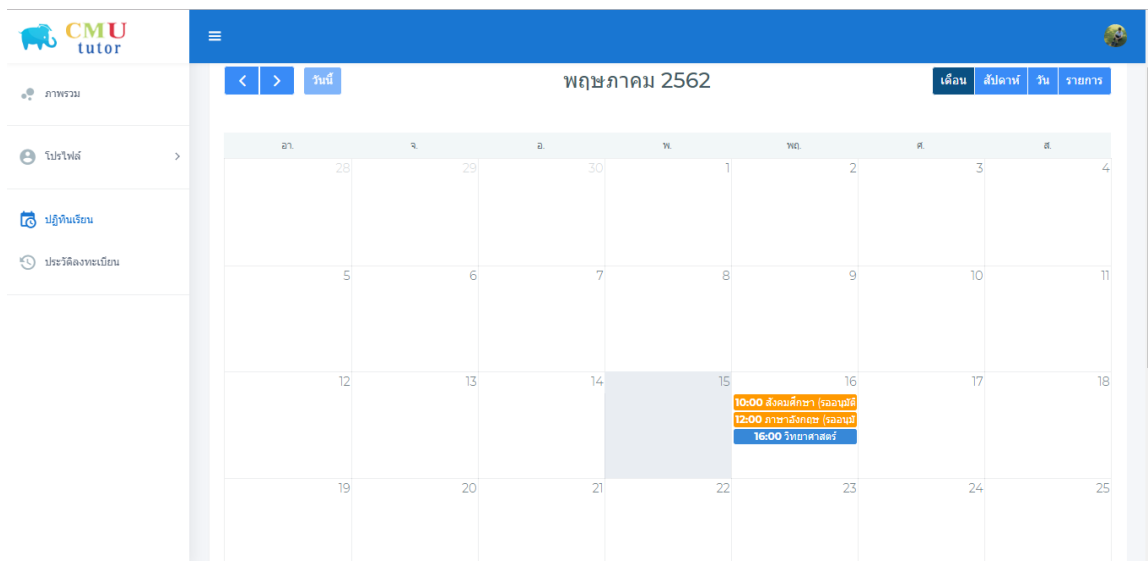 CMU
tutor
ภาพรวม
โปรไฟล์
ปฏิทินเรียน
ประวัติลงทะเบียน
วันนี้
พฤษภาคม 2562
เดือน สัปดาห์ วัน รายการ
อา. จ. อ. พ. พฤ. ศ. ส.
28 29 30 1 2 3 4
5 6 7 8 9 10 11
12 13 14 15 16 17 18
10:00 สังคมศึกษา (รออนุมัติ
12:00 ภาษาอังกฤษ (รออนุมั
16:00 วิทยาศาสตร์
19 20 21 22 23 24 25